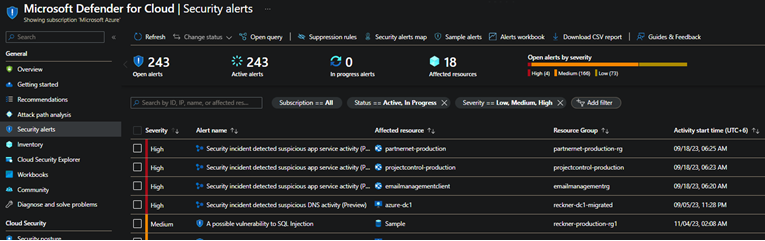 Microsoft Defender for Cloud | Security alerts ...
Showing subscription 'Microsoft Azure'
Search
«
Refresh
Change status
Open query
Suppression rules
Security alerts map
Sample alerts
Alerts workbook
Download CSV report
Guides & Feedback
General
Overview
Getting started
Recommendations
Attack path analysis
Security alerts
Inventory
Cloud Security Explorer
Workbooks
Community
Diagnose and solve problems
Cloud Security
Security posture
243
Open alerts
243
Active alerts
0
In progress alerts
18
Affected resources
Open alerts by severity
High (4) Medium (166) Low (73)
Search by ID, IP, name, or affected res...
Subscription == All
Status == Active, In Progress
Severity == Low, Medium, High
Add filter
Severity ↑↓ Alert name ↑↓ Affected resource ↑↓ Resource Group ↑↓ Activity start time (UTC+6) ↑↓
High Security incident detected suspicious app service activity (P... partnernet-production partnernet-production-rg 09/18/23, 06:25 AM
High Security incident detected suspicious app service activity (P... projectcontrol-production projectcontrol-production 09/18/23, 06:23 AM
High Security incident detected suspicious app service activity (P... emailmanagementclient emailmanagementrg 09/18/23, 06:20 AM
High Security incident detected suspicious DNS activity (Preview) azure-dc1 reckner-dc1-migrated 09/05/23, 11:28 PM
Medium A possible vulnerability to SQL Injection Sample reckner-production-rg1 11/04/23, 02:08 AM